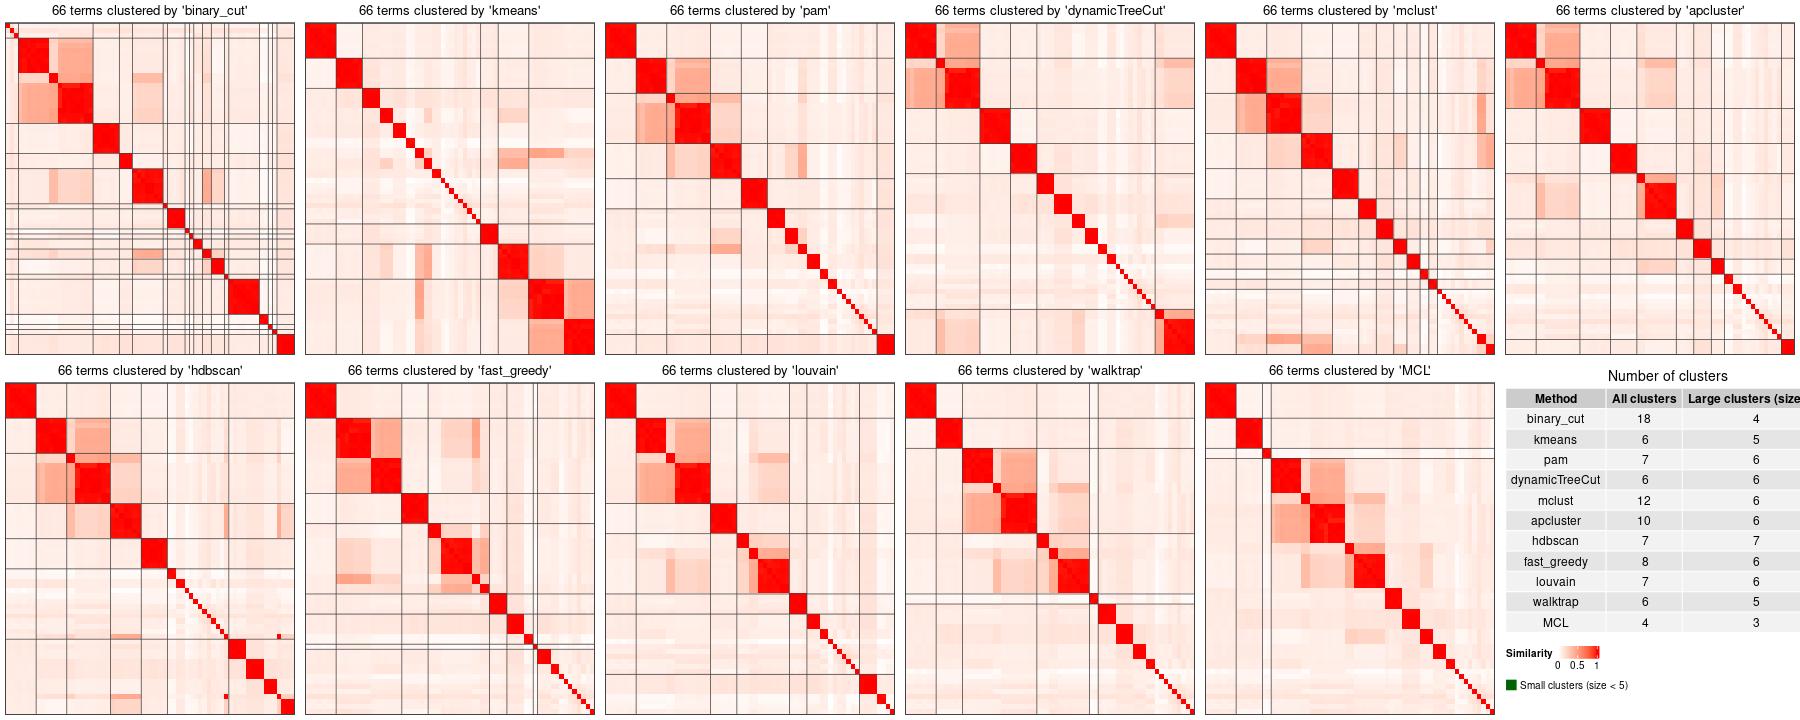 66 terms clustered by 'binary_cut'
66 terms clustered by 'kmeans'
66 terms clustered by 'pam'
66 terms clustered by 'dynamicTreeCut'
66 terms clustered by 'mclust'
66 terms clustered by 'apcluster'
66 terms clustered by 'hdbscan'
66 terms clustered by 'fast_greedy'
66 terms clustered by 'louvain'
66 terms clustered by 'walktrap'
66 terms clustered by 'MCL'
Number of clusters
Method All clusters Large clusters (size
binary_cut 18 4
kmeans 6 5
pam 7 6
dynamicTreeCut 6 6
mclust 12 6
apcluster 10 6
hdbscan 7 7
fast_greedy 8 6
louvain 7 6
walktrap 6 5
MCL 4 3
Similarity
0 0.5 1
Small clusters (size < 5)